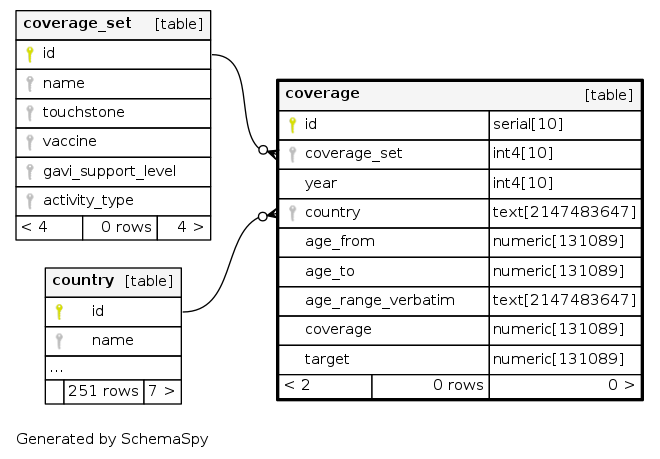 coverage_set [table]
id
name
touchstone
vaccine
gavi_support_level
activity_type
< 4 0 rows 4 >
coverage [table]
id serial[10]
coverage_set int4[10]
year int4[10]
country text[2147483647]
age_from numeric[131089]
age_to numeric[131089]
age_range_verbatim text[2147483647]
coverage numeric[131089]
target numeric[131089]
< 2 0 rows 0 >
country [table]
id
name
...
251 rows 7 >
Generated by SchemaSpy